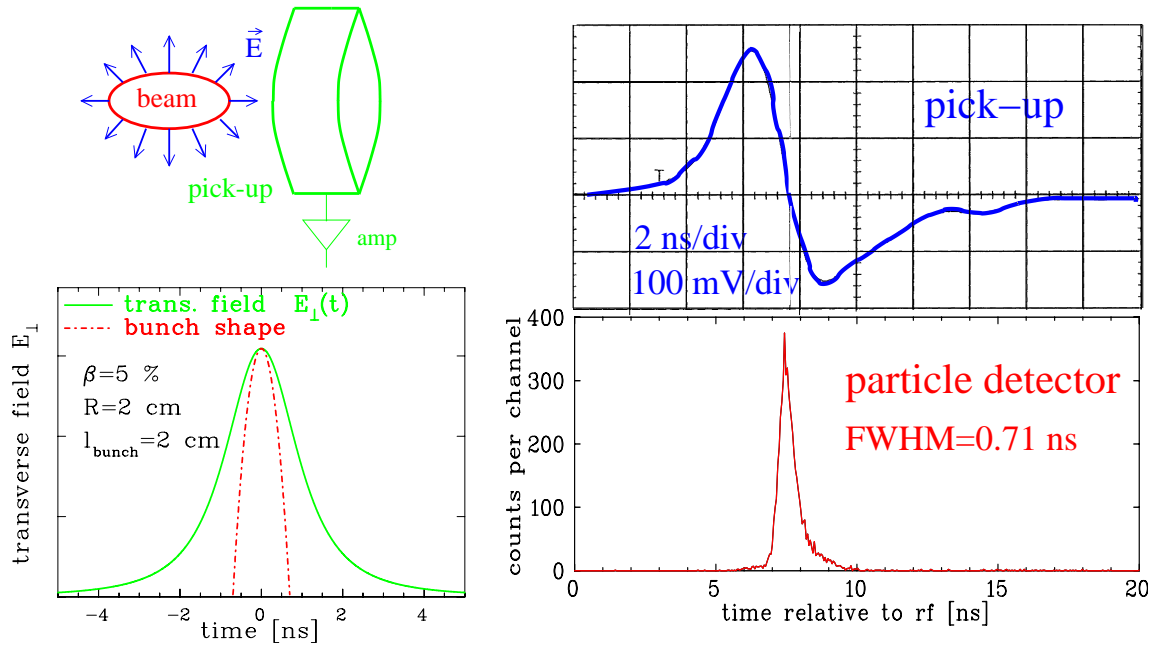 E⃗
beam
pick-up
amp
trans. field E⊥(t)
bunch shape
β=5 %
R=2 cm
l_bunch=2 cm
transverse field E⊥
−4 −2 0 2 4
time [ns]
pick−up
2 ns/div
100 mV/div
particle detector
FWHM=0.71 ns
counts per channel
400
300
200
100
0
0 5 10 15 20
time relative to rf [ns]